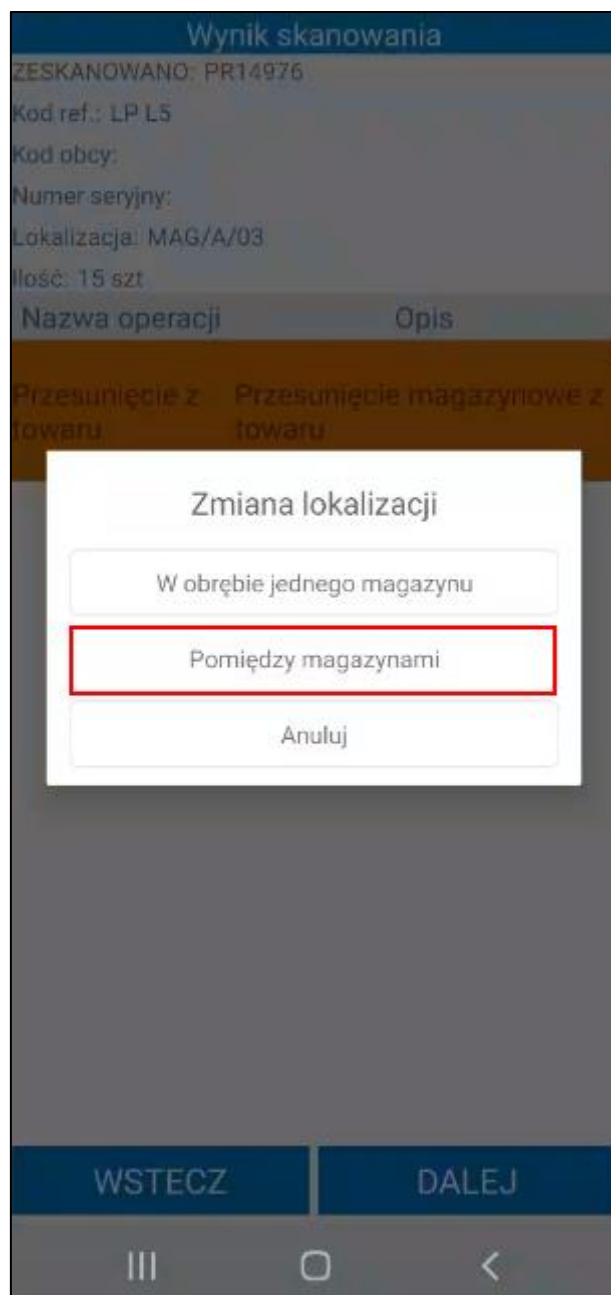 Wynik skanowania
ZESKANOWANO: PR14976
Kod ref.: LP L5
Kod obcy:
Numer seryjny:
Lokalizacja: MAG/A/03
Ilość: 15 szt
Nazwa operacji Opis
Przesunięcie z Przesunięcie magazynowe z
towaru towaru
Zmiana lokalizacji
W obrębie jednego magazynu
Pomiędzy magazynami
Anuluj
WSTECZ DALEJ